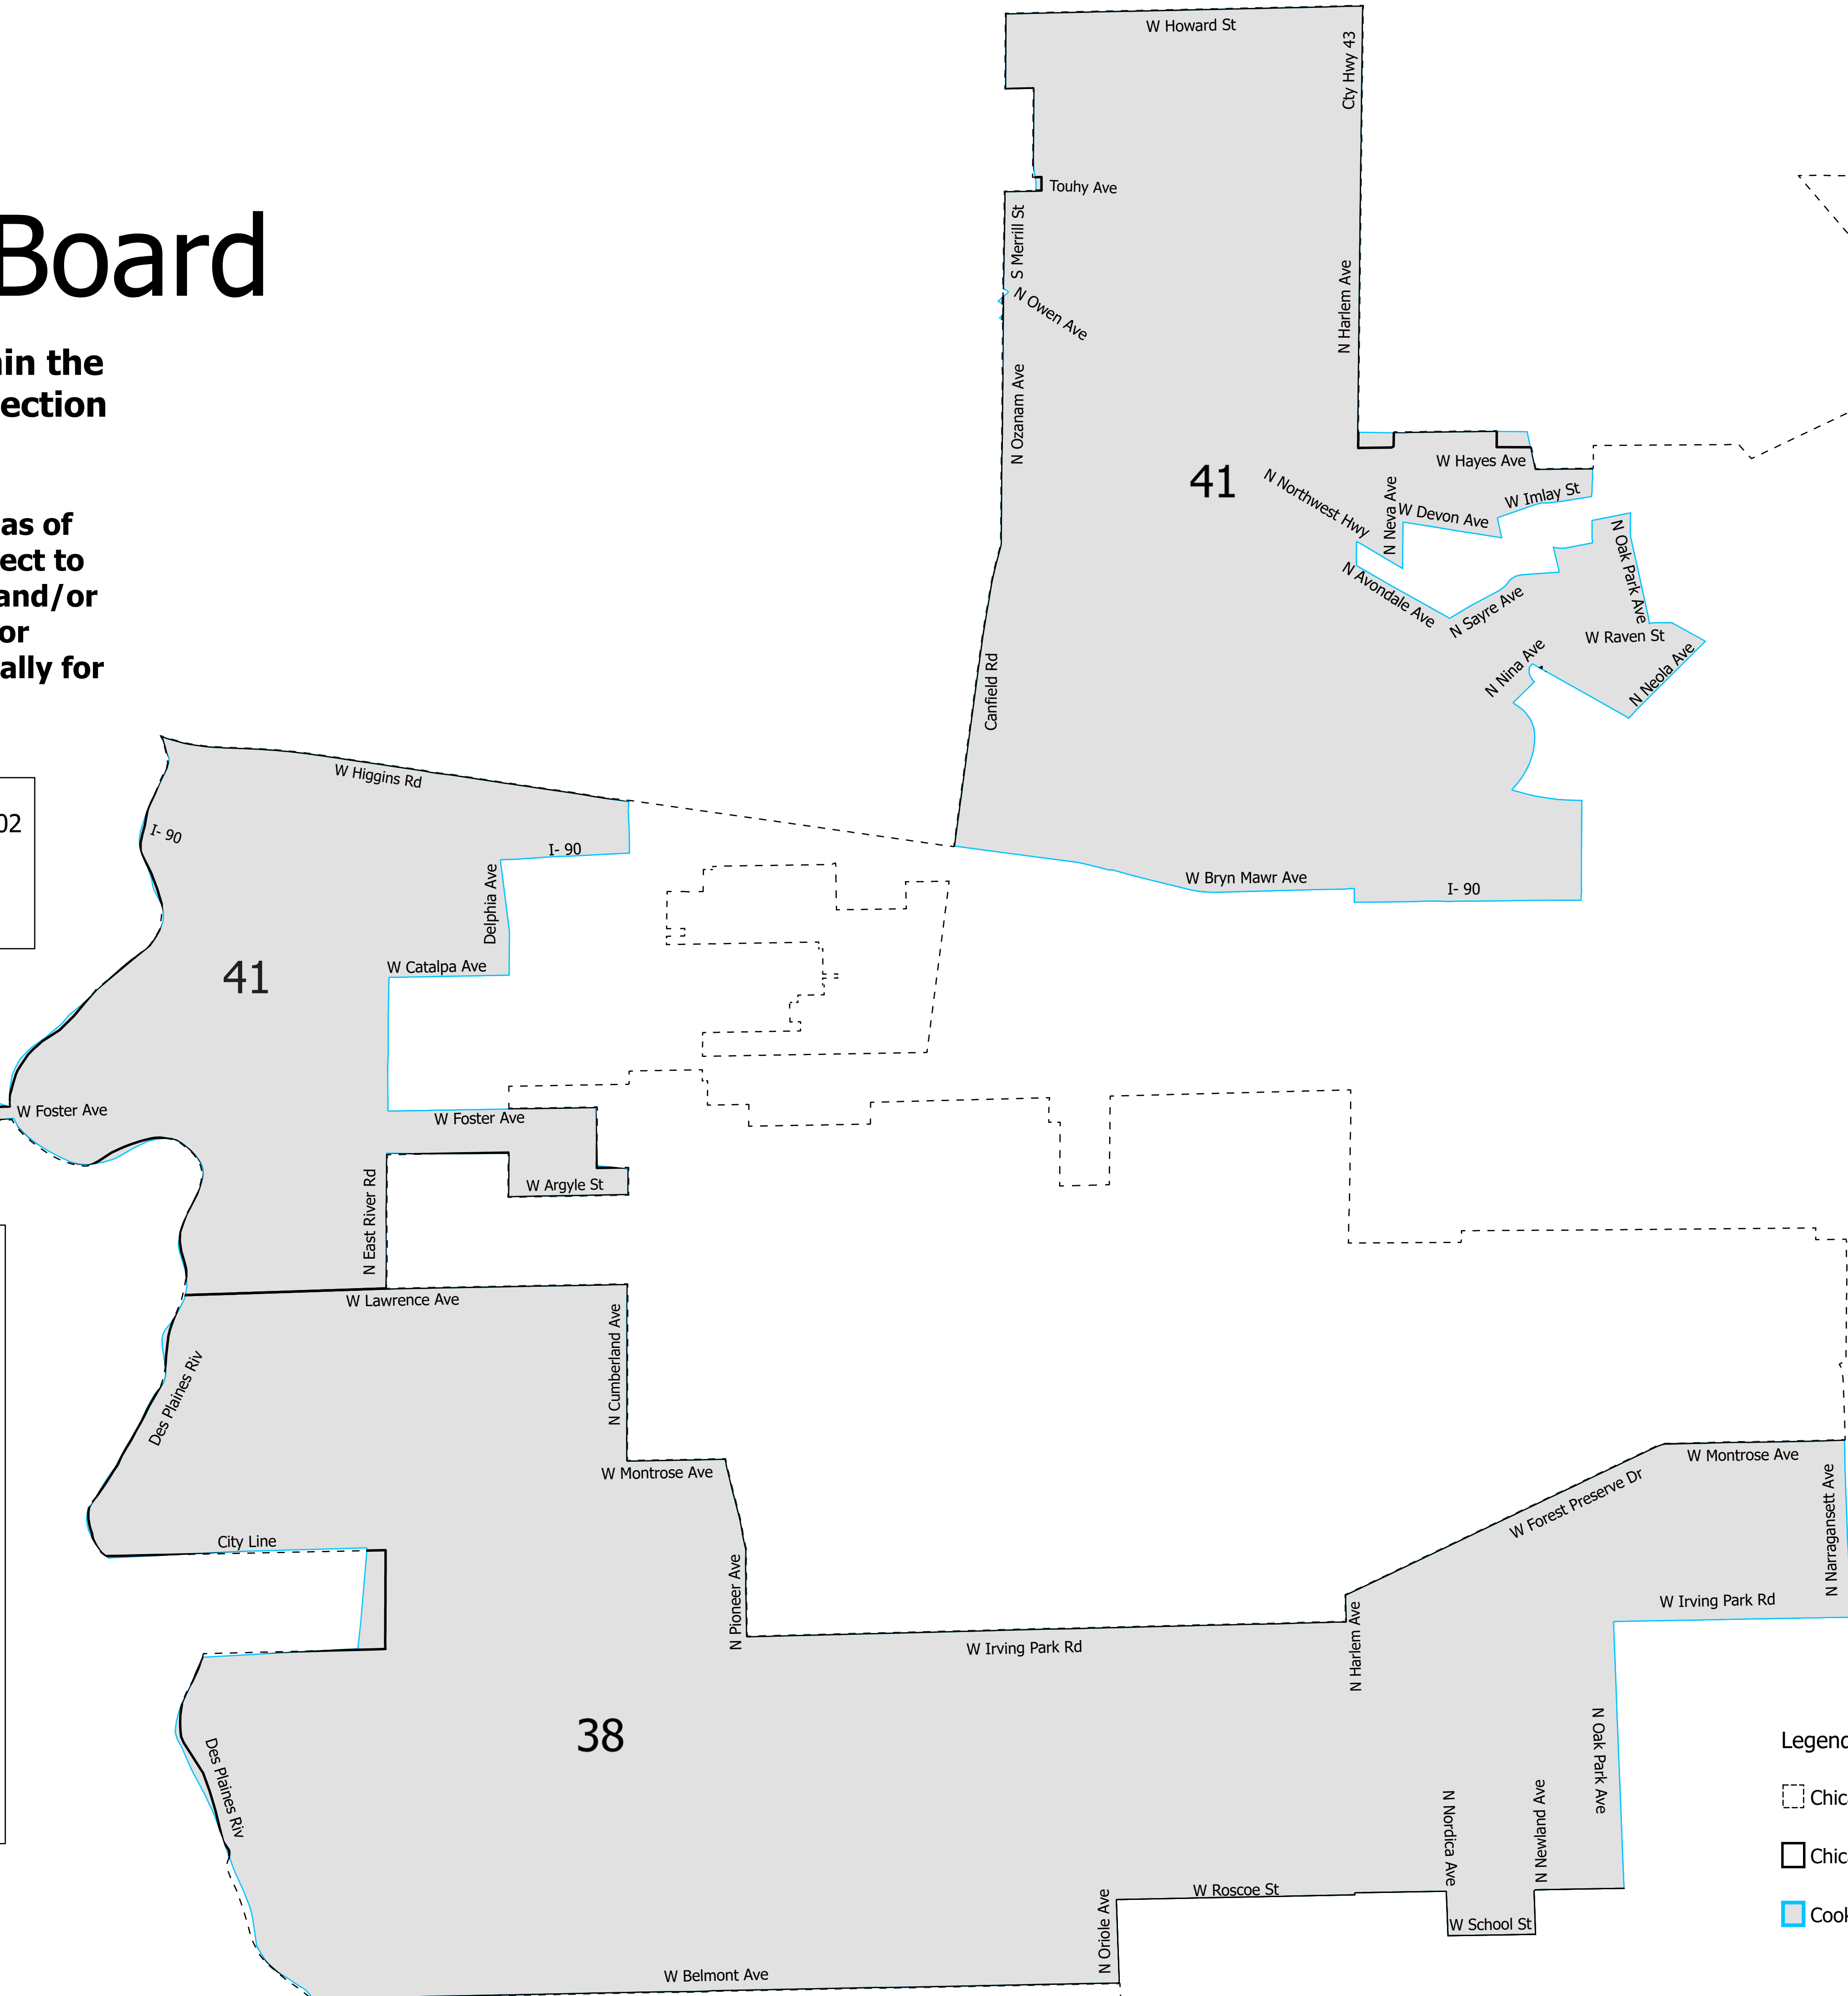 Board
in the
ection
as of
ect to
and/or
or
ally for
02
W Howard St
Cty Hwy 43
Touhy Ave
S Merrill St
N Owen Ave
N Harlem Ave
N Ozanam Ave
41
W Hayes Ave
N Northwest Hwy
N Neva Ave
W Devon Ave
W Imlay St
N Oak Park Ave
N Avondale Ave
N Sayre Ave
W Raven St
N Nina Ave
N Neola Ave
Canfield Rd
W Bryn Mawr Ave
I- 90
W Higgins Rd
I- 90
I- 90
Delphia Ave
W Catalpa Ave
41
W Foster Ave
W Foster Ave
W Argyle St
N East River Rd
W Lawrence Ave
N Cumberland Ave
Des Plaines Riv
W Montrose Ave
W Montrose Ave
W Forest Preserve Dr
N Narragansett Ave
City Line
N Pioneer Ave
W Irving Park Rd
W Irving Park Rd
N Harlem Ave
38
Des Plaines Riv
N Oak Park Ave
N Nordica Ave
N Newland Ave
W Roscoe St
W School St
N Oriole Ave
W Belmont Ave
Legend
Chic
Chic
Cook